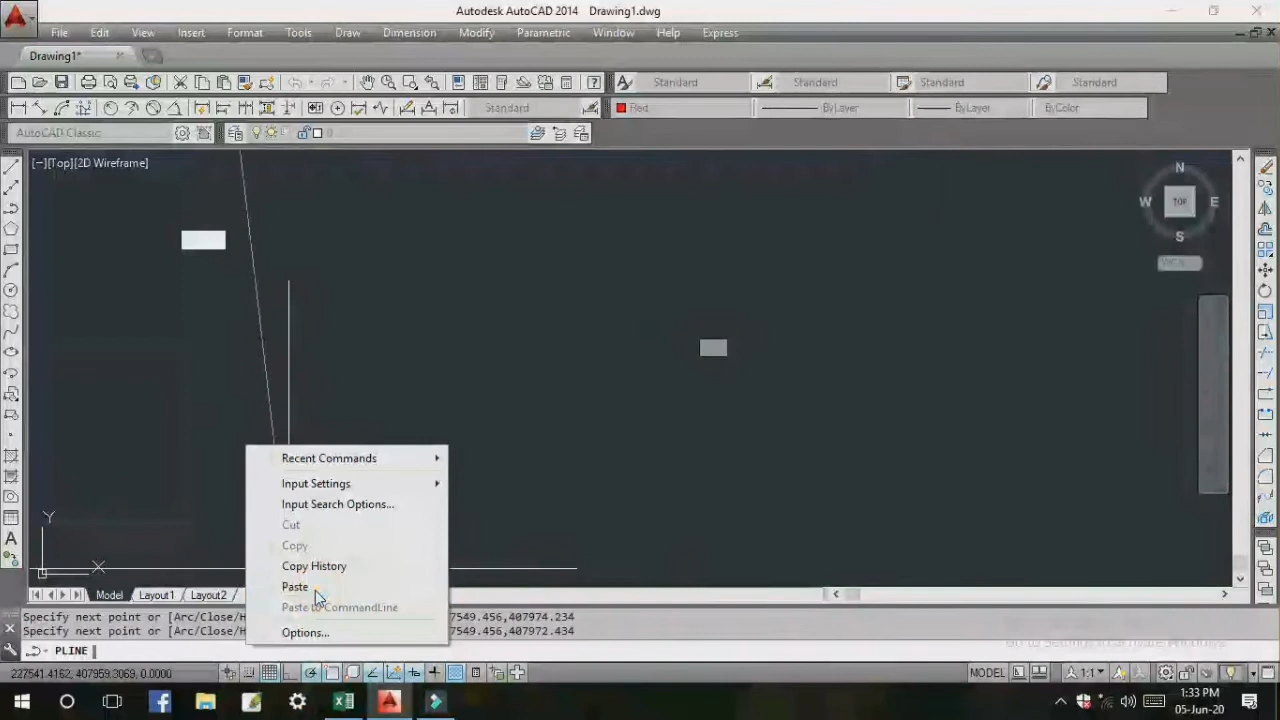 Autodesk AutoCAD 2014 Drawing1.dwg
File Edit View Insert Format Tools Draw Dimension Modify Parametric Window Help Express
Drawing1*
Standard Standard Standard Standard
Standard Red ByLayer ByLayer ByColor
AutoCAD Classic 0
[−][Top][2D Wireframe]
N
W TOP E
S
Recent Commands
Input Settings
Input Search Options...
Cut
Copy
Copy History
Paste
Paste to CommandLine
Options...
Y
X
Model Layout1 Layout2
Specify next point or [Arc/Close/H 7549.456,407974.234
Specify next point or [Arc/Close/H 7549.456,407972.434
PLINE
227541.4162, 407959.3069, 0.0000 MODEL 1:1
1:33 PM
05-Jun-20